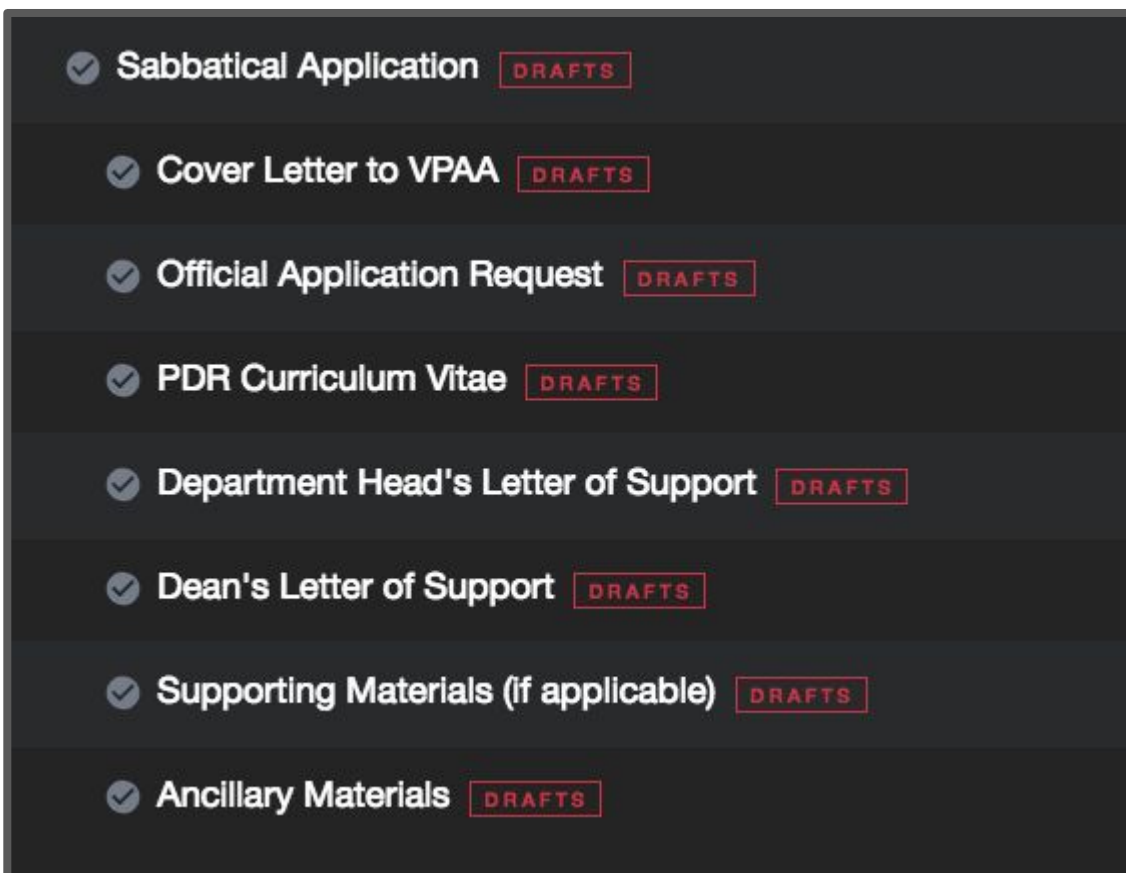 Sabbatical Application DRAFTS
Cover Letter to VPAA DRAFTS
Official Application Request DRAFTS
PDR Curriculum Vitae DRAFTS
Department Head's Letter of Support DRAFTS
Dean's Letter of Support DRAFTS
Supporting Materials (if applicable) DRAFTS
Ancillary Materials DRAFTS